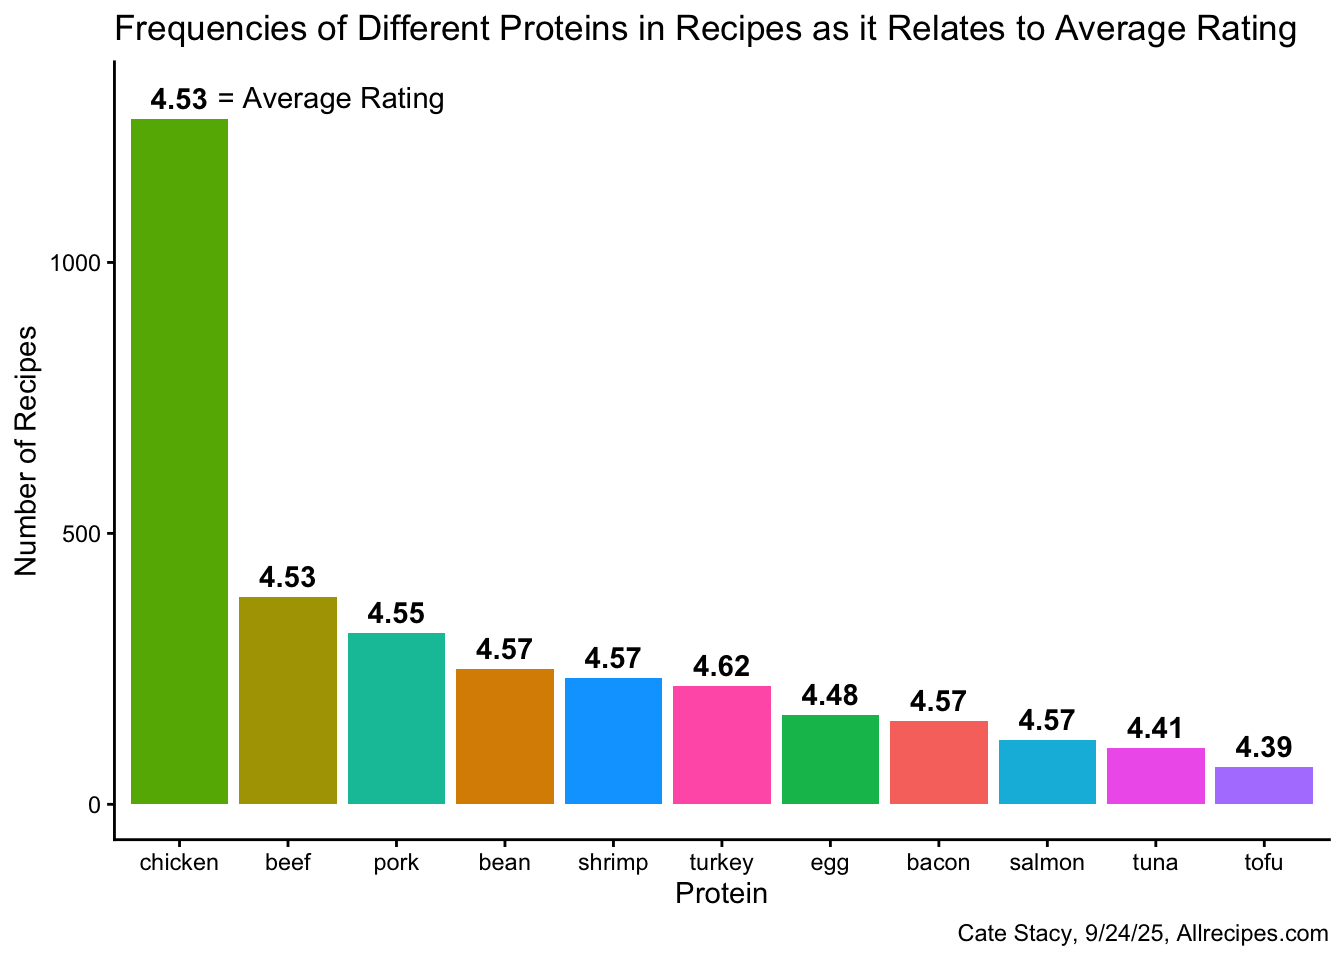 Frequencies of Different Proteins in Recipes as it Relates to Average Rating
4.53 = Average Rating
1000
500
0
Number of Recipes
4.53
4.55
4.57
4.57
4.62
4.48
4.57
4.57
4.41
4.39
chicken beef pork bean shrimp turkey egg bacon salmon tuna tofu
Protein
Cate Stacy, 9/24/25, Allrecipes.com